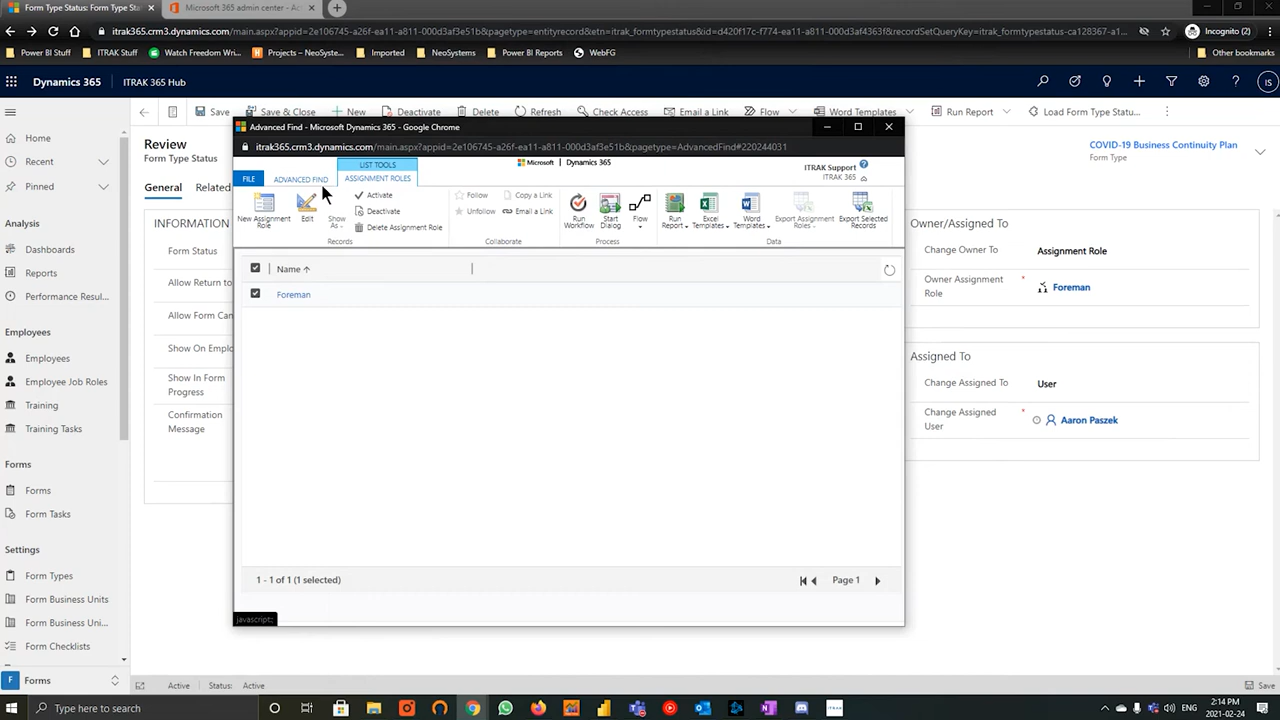 Form Type Status: Form Type Sta
Microsoft 365 admin center - Act
Incognito (2)
itrak365.crm3.dynamics.com/main.aspx?appid=2e106745-a26f-ea11-a811-000d3af3e51b&pagetype=entityrecord&etn=itrak_formtypestatus&id=d420f67c-f774-ea11-a811-000d3af4363f&recordSetQueryKey=itrak_formtypestatus-ca128367-a1...
Power BI Stuff
ITRAK Stuff
Watch Freedom Wri...
Projects – NeoSyste...
Imported
NeoSystems
Power BI Reports
WebFG
Other bookmarks
Dynamics 365
ITRAK 365 Hub
IS
Save
Save & Close
New
Deactivate
Delete
Refresh
Check Access
Email a Link
Flow
Word Templates
Run Report
Load Form Type Statu...
Home
Recent
Pinned
Analysis
Dashboards
Reports
Performance Resul...
Employees
Employees
Employee Job Roles
Training
Training Tasks
Forms
Forms
Form Tasks
Settings
Form Types
Form Business Units
Form Business Uni...
Form Checklists
F
Forms
Review
Form Type Status
COVID-19 Business Continuity Plan
Form Type
General
Related
INFORMATION
Form Status
Allow Return to
Allow Form Can
Show On Emplo
Show In Form
Progress
Confirmation
Message
Advanced Find - Microsoft Dynamics 365 - Google Chrome
itrak365.crm3.dynamics.com/main.aspx?appid=2e106745-a26f-ea11-a811-000d3af3e51b&pagetype=AdvancedFind#220244031
LIST TOOLS
Microsoft
Dynamics 365
ITRAK Support
ITRAK 365
FILE
ADVANCED FIND
ASSIGNMENT ROLES
New Assignment
Role
Edit
Show
As
Activate
Deactivate
Delete Assignment Role
Records
Follow
Unfollow
Copy a Link
Email a Link
Collaborate
Run
Workflow
Start
Dialog
Flow
Process
Run
Report
Excel
Templates
Word
Templates
Export Assignment
Roles
Export Selected
Records
Data
Name
Foreman
1 - 1 of 1 (1 selected)
Page 1
javascript:;
Owner/Assigned To
Change Owner To
Assignment Role
Owner Assignment
Role
*
Foreman
Assigned To
Change Assigned To
User
Change Assigned
User
*
Aaron Paszek
Active
Status:
Active
Save
Type here to search
2:14 PM
2021-02-24